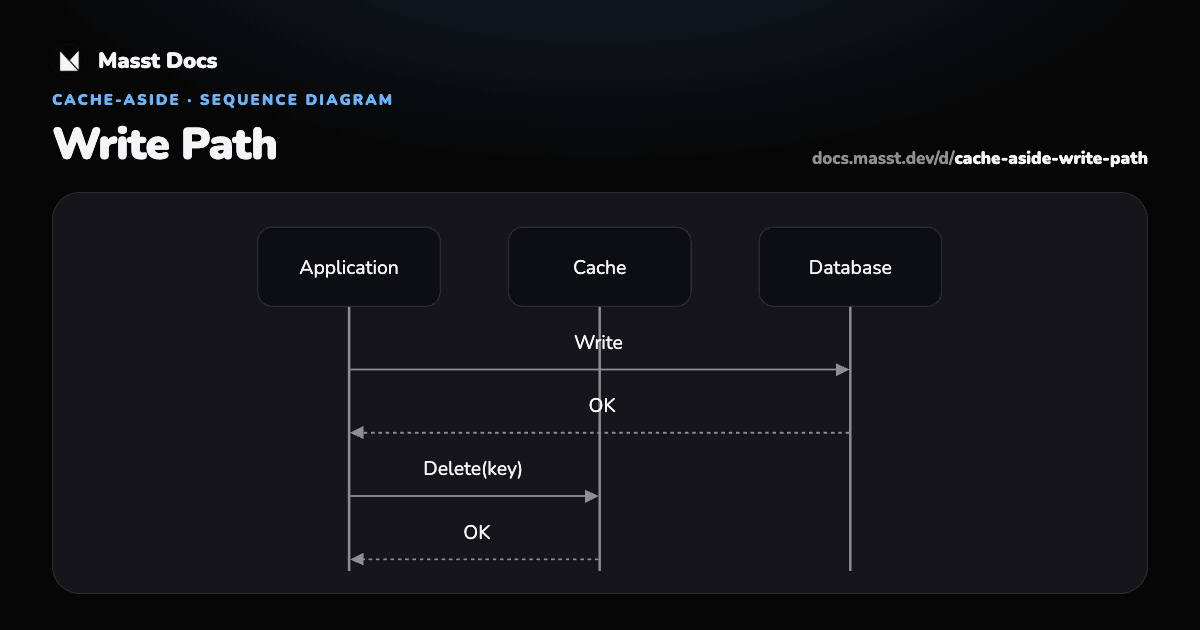 Masst Docs
CACHE-ASIDE · SEQUENCE DIAGRAM
Write Path
docs.masst.dev/d/cache-aside-write-path
Application
Cache
Database
Write
OK
Delete(key)
OK